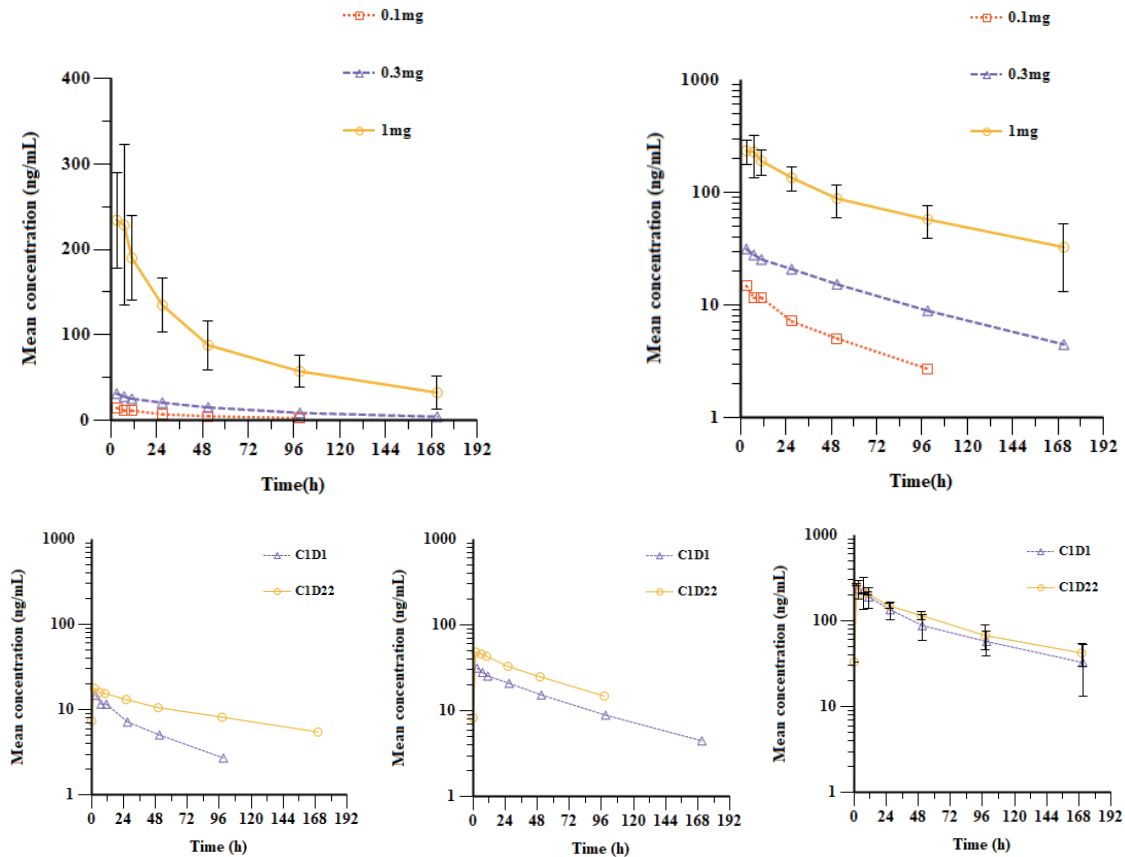 0.1mg
0.3mg
1mg
400
300
200
100
0
Mean concentration (ng/mL)
0 24 48 72 96 120 144 168 192
Time(h)
0.1mg
0.3mg
1mg
1000
100
10
1
Mean concentration (ng/mL)
0 24 48 72 96 120 144 168 192
Time(h)
1000
100
10
1
Mean concentration (ng/mL)
C1D1
C1D22
0 24 48 72 96 120 144 168 192
Time (h)
1000
100
10
1
Mean concentration (ng/mL)
C1D1
C1D22
0 24 48 72 96 120 144 168 192
Time (h)
1000
100
10
1
Mean concentration (ng/mL)
C1D1
C1D22
0 24 48 72 96 120 144 168 192
Time (h)